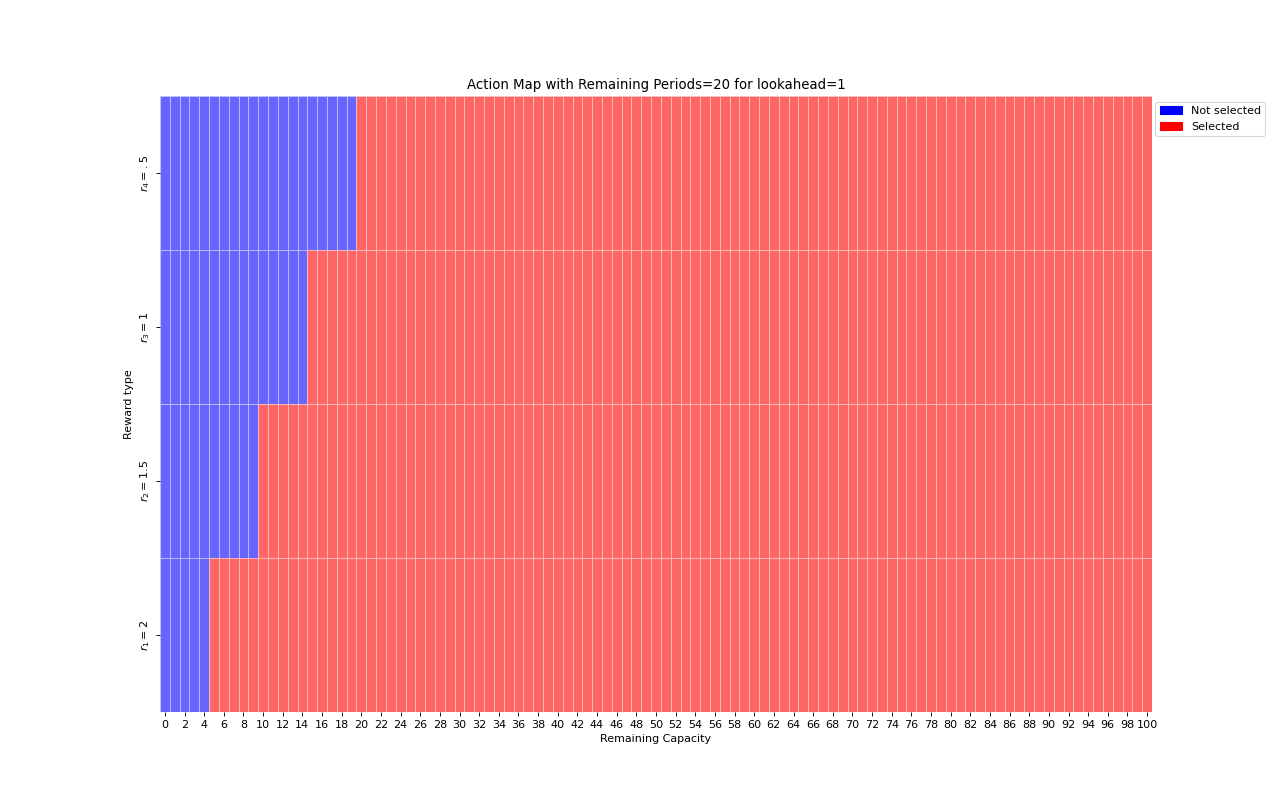 Action Map with Remaining Periods=20 for lookahead=1
Not selected
Selected
r₄ = .5
r₃ = 1
r₂ = 1.5
r₁ = 2
Reward type
0 2 4 6 8 10 12 14 16 18 20 22 24 26 28 30 32 34 36 38 40 42 44 46 48 50 52 54 56 58 60 62 64 66 68 70 72 74 76 78 80 82 84 86 88 90 92 94 96 98 100
Remaining Capacity